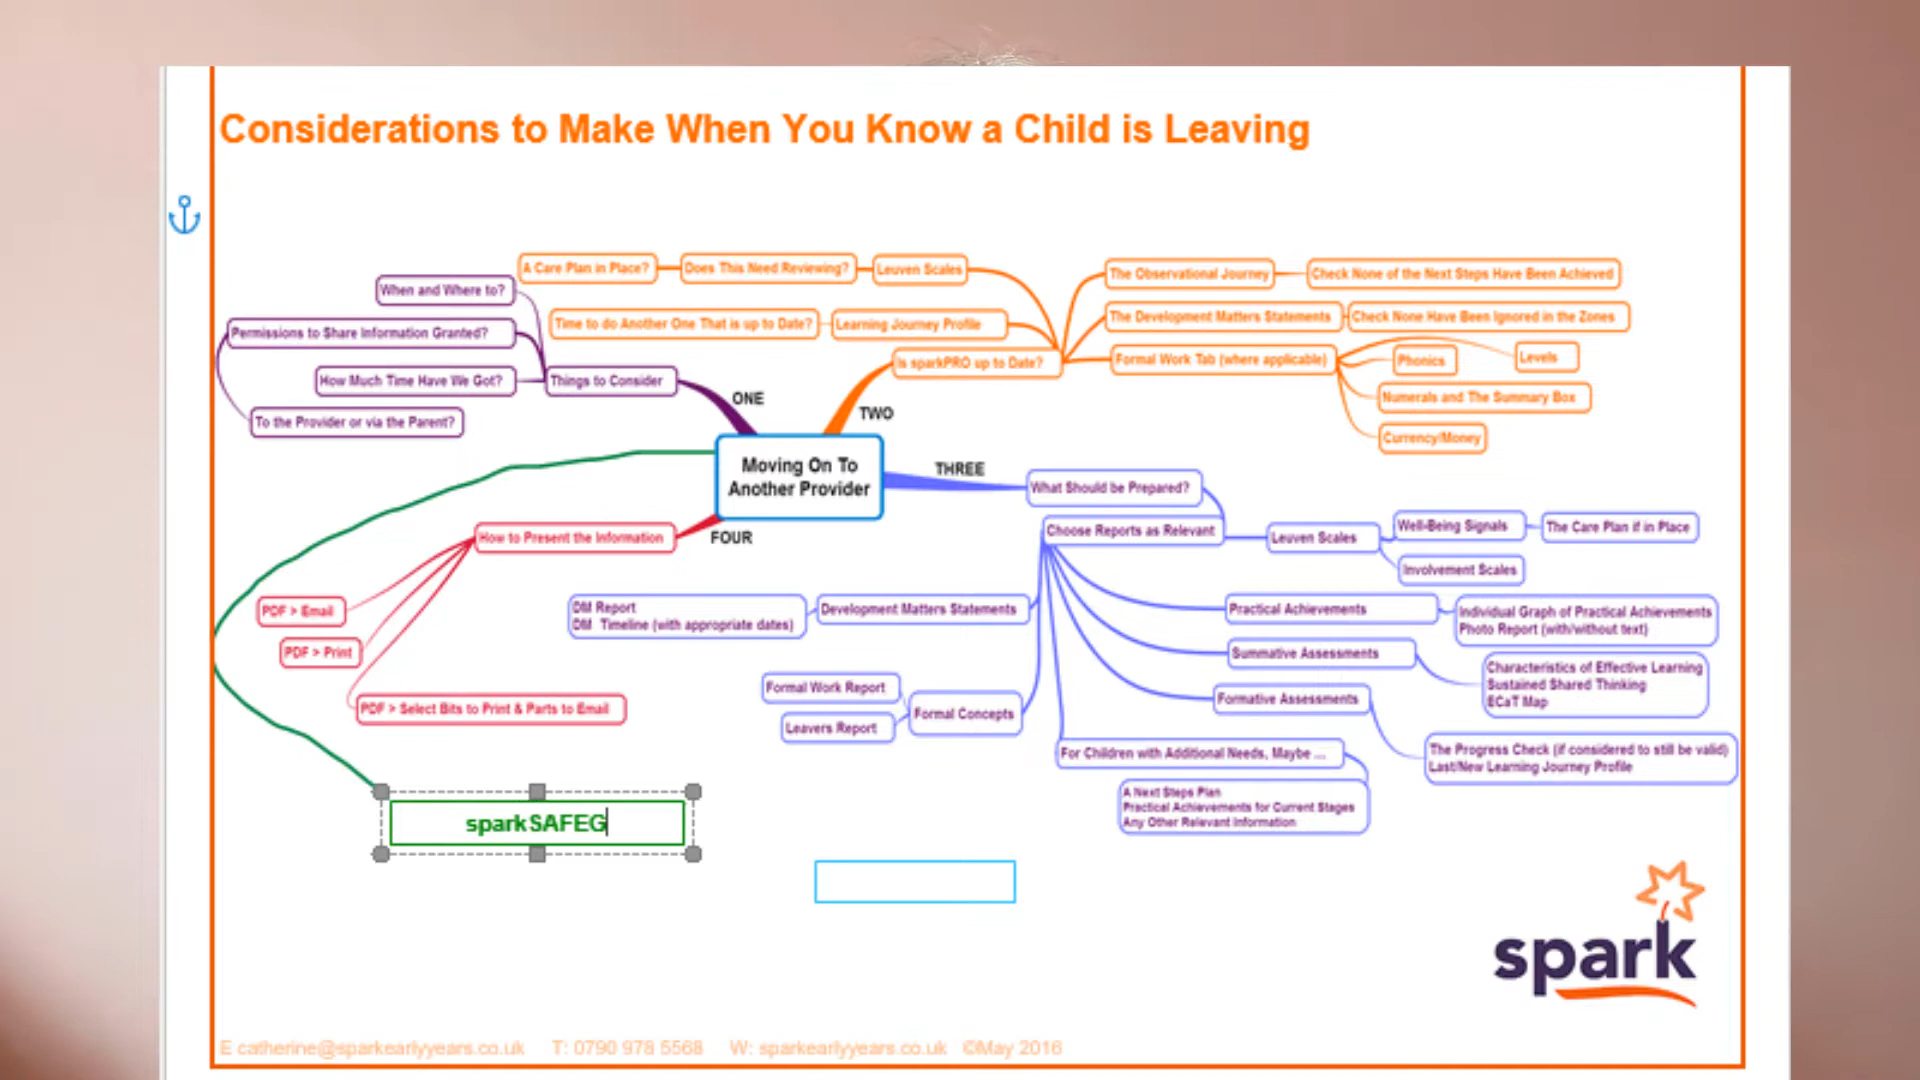 Considerations to Make When You Know a Child is Leaving
A Care Plan in Place?
Does This Need Reviewing?
Leuven Scales
When and Where to?
Time to do Another One That is up to Date?
Learning Journey Profile
Permissions to Share Information Granted?
Is sparkPRO up to Date?
How Much Time Have We Got?
Things to Consider
To the Provider or via the Parent?
ONE
TWO
The Observational Journey
Check None of the Next Steps Have Been Achieved
The Development Matters Statements
Check None Have Been Ignored in the Zones
Formal Work Tab (where applicable)
Phonics
Levels
Numerals and The Summary Box
Currency/Money
Moving On To
Another Provider
THREE
What Should be Prepared?
Choose Reports as Relevant
Leuven Scales
Well-Being Signals
The Care Plan if in Place
Involvement Scales
FOUR
How to Present the Information
PDF > Email
PDF > Print
PDF > Select Bits to Print & Parts to Email
DM Report
DM Timeline (with appropriate dates)
Development Matters Statements
Formal Work Report
Leavers Report
Formal Concepts
Practical Achievements
Individual Graph of Practical Achievements
Photo Report (with/without text)
Summative Assessments
Characteristics of Effective Learning
Sustained Shared Thinking
ECaT Map
Formative Assessments
The Progress Check (if considered to still be valid)
Last/New Learning Journey Profile
For Children with Additional Needs, Maybe ...
A Next Steps Plan
Practical Achievements for Current Stages
Any Other Relevant Information
sparkSAFEG
spark
E catherine@sparkearlyyears.co.uk T: 0790 978 5568 W: sparkearlyyears.co.uk ©May 2016